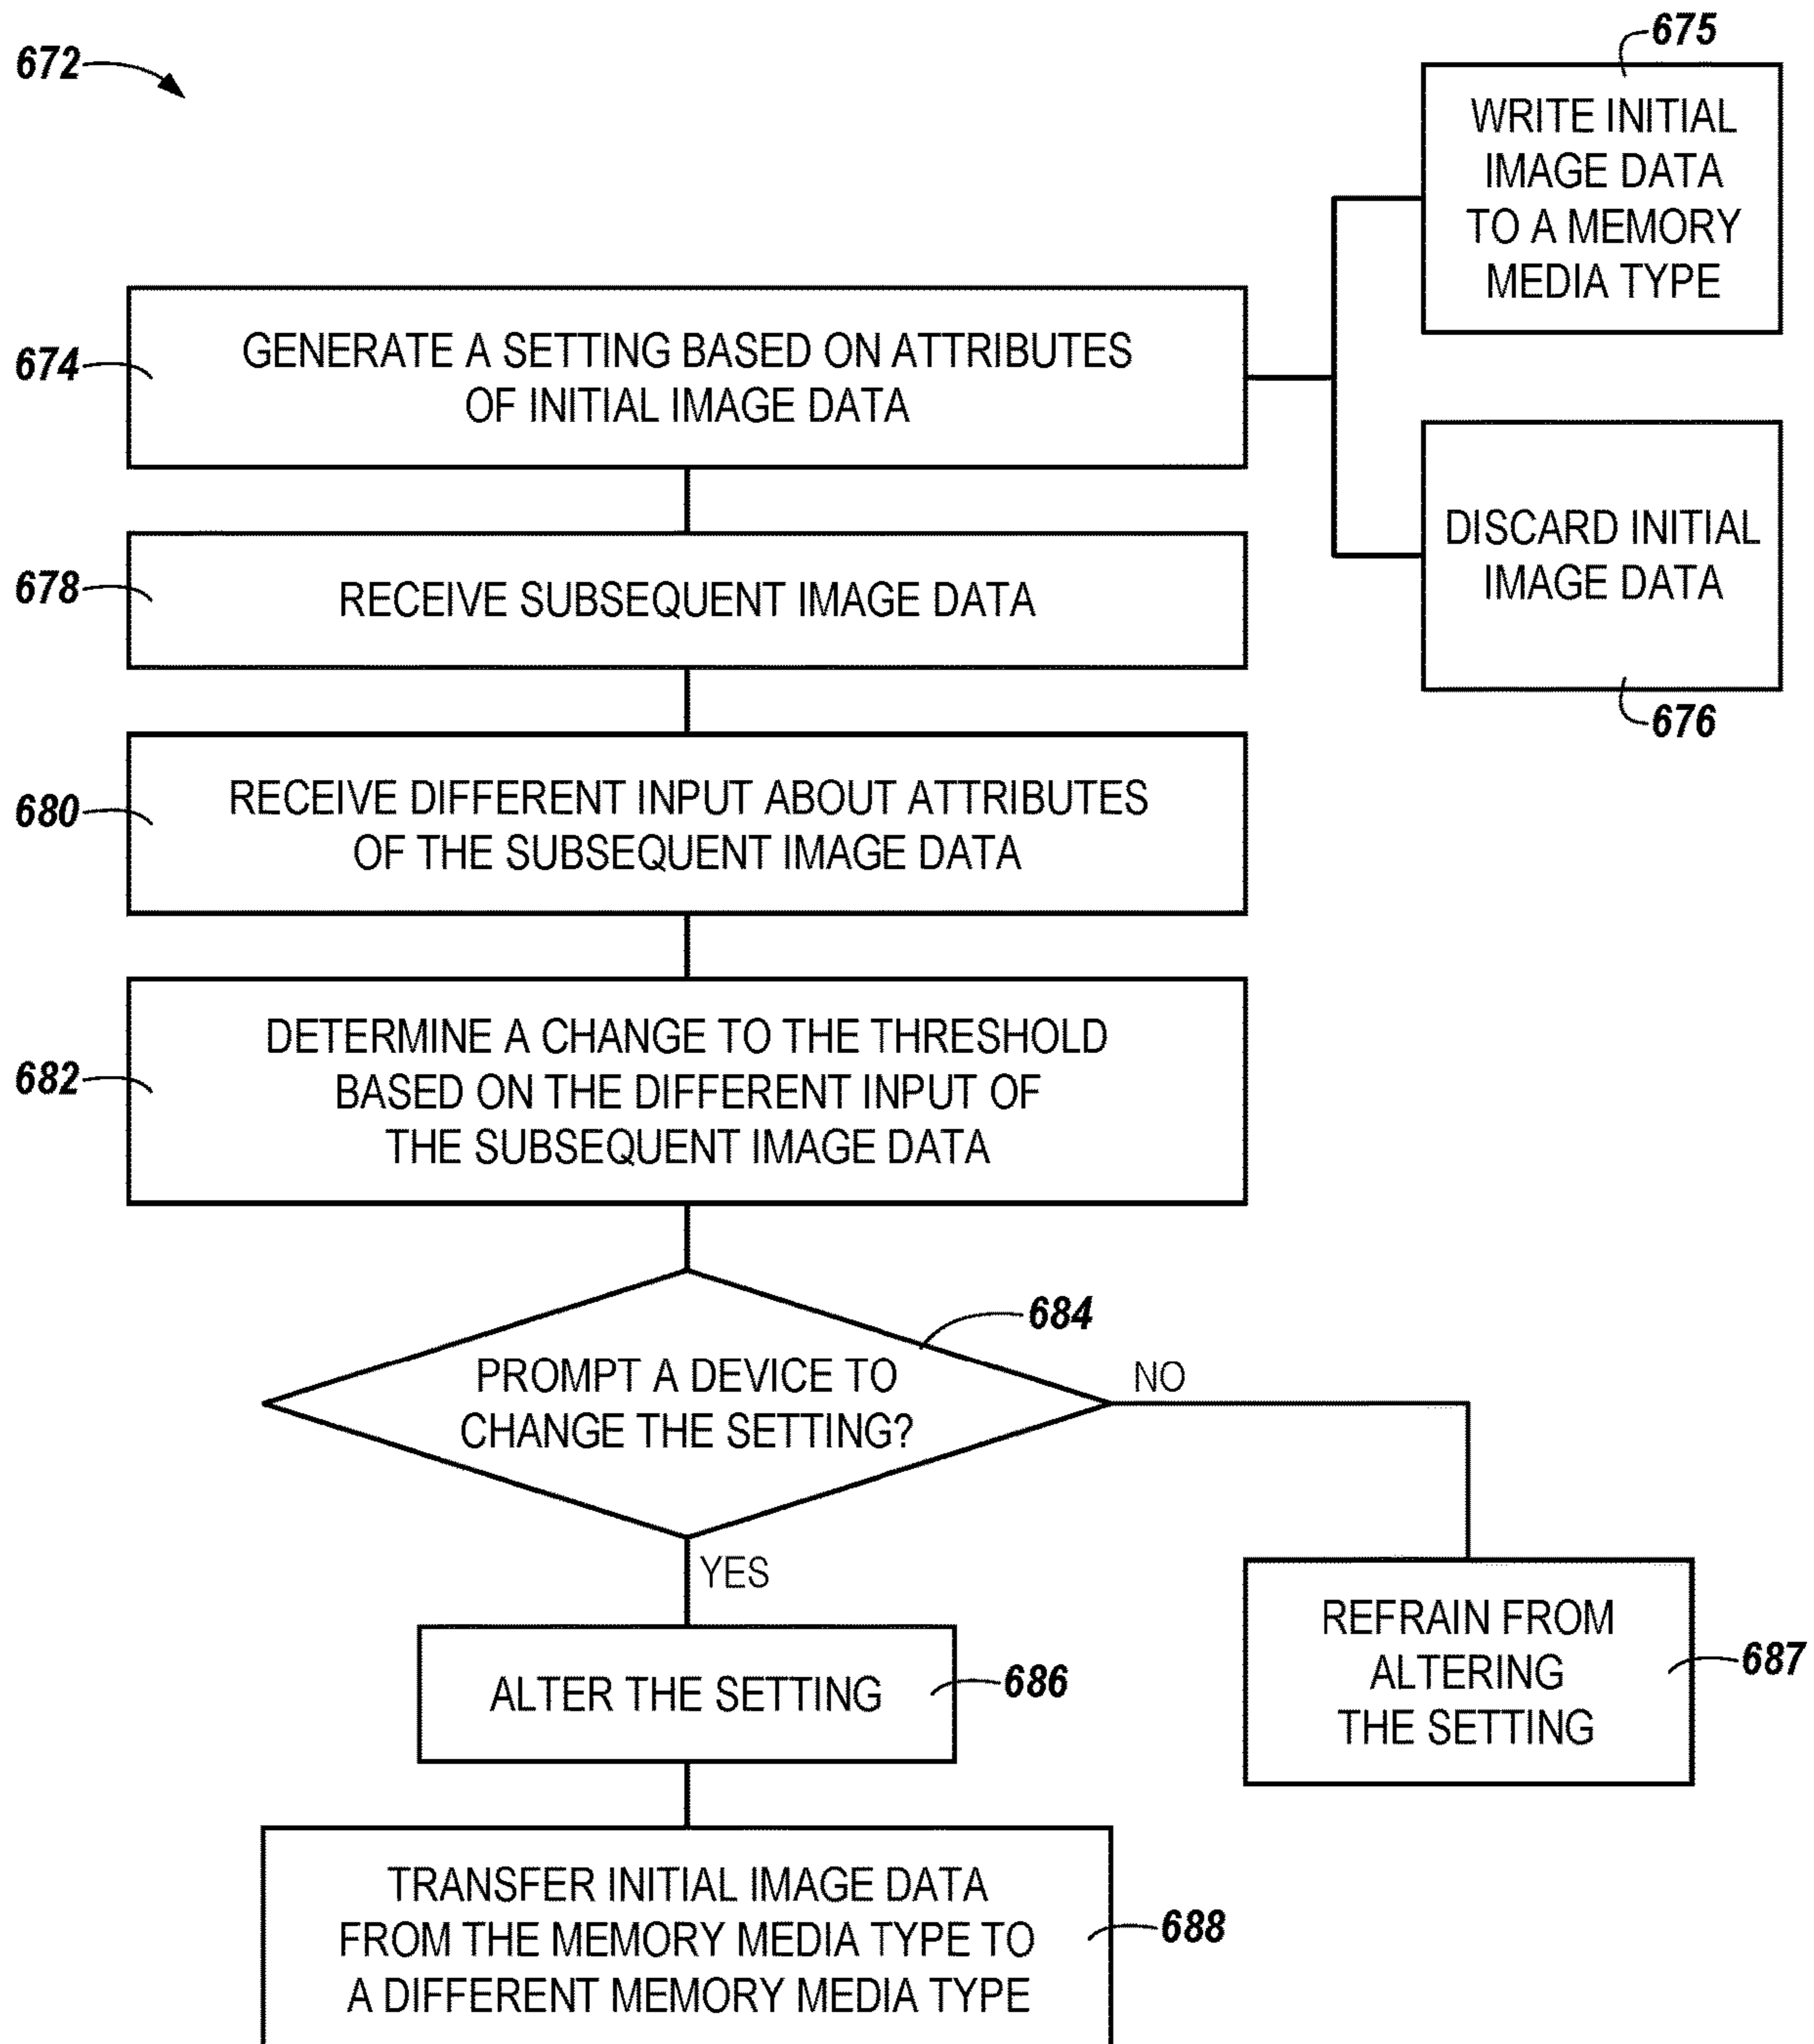 672
675
WRITE INITIAL
IMAGE DATA
TO A MEMORY
MEDIA TYPE
674
GENERATE A SETTING BASED ON ATTRIBUTES
OF INITIAL IMAGE DATA
DISCARD INITIAL
IMAGE DATA
676
678
RECEIVE SUBSEQUENT IMAGE DATA
680
RECEIVE DIFFERENT INPUT ABOUT ATTRIBUTES
OF THE SUBSEQUENT IMAGE DATA
682
DETERMINE A CHANGE TO THE THRESHOLD
BASED ON THE DIFFERENT INPUT OF
THE SUBSEQUENT IMAGE DATA
684
PROMPT A DEVICE TO
CHANGE THE SETTING?
NO
YES
ALTER THE SETTING
686
REFRAIN FROM
ALTERING
THE SETTING
687
TRANSFER INITIAL IMAGE DATA
FROM THE MEMORY MEDIA TYPE TO
A DIFFERENT MEMORY MEDIA TYPE
688